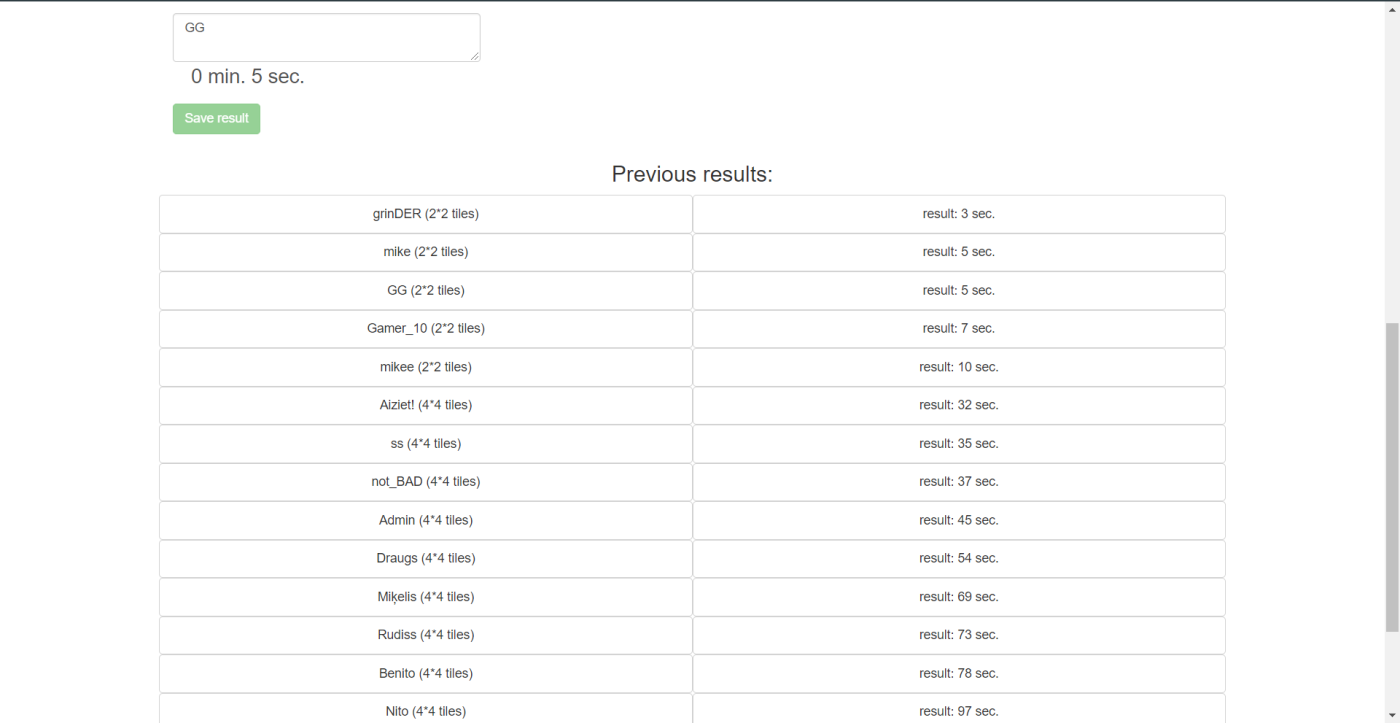 GG
0 min. 5 sec.
Save result
Previous results:
grinDER (2*2 tiles) result: 3 sec.
mike (2*2 tiles) result: 5 sec.
GG (2*2 tiles) result: 5 sec.
Gamer_10 (2*2 tiles) result: 7 sec.
mikee (2*2 tiles) result: 10 sec.
Aiziet! (4*4 tiles) result: 32 sec.
ss (4*4 tiles) result: 35 sec.
not_BAD (4*4 tiles) result: 37 sec.
Admin (4*4 tiles) result: 45 sec.
Draugs (4*4 tiles) result: 54 sec.
Miķelis (4*4 tiles) result: 69 sec.
Rudiss (4*4 tiles) result: 73 sec.
Benito (4*4 tiles) result: 78 sec.
Nito (4*4 tiles) result: 97 sec.